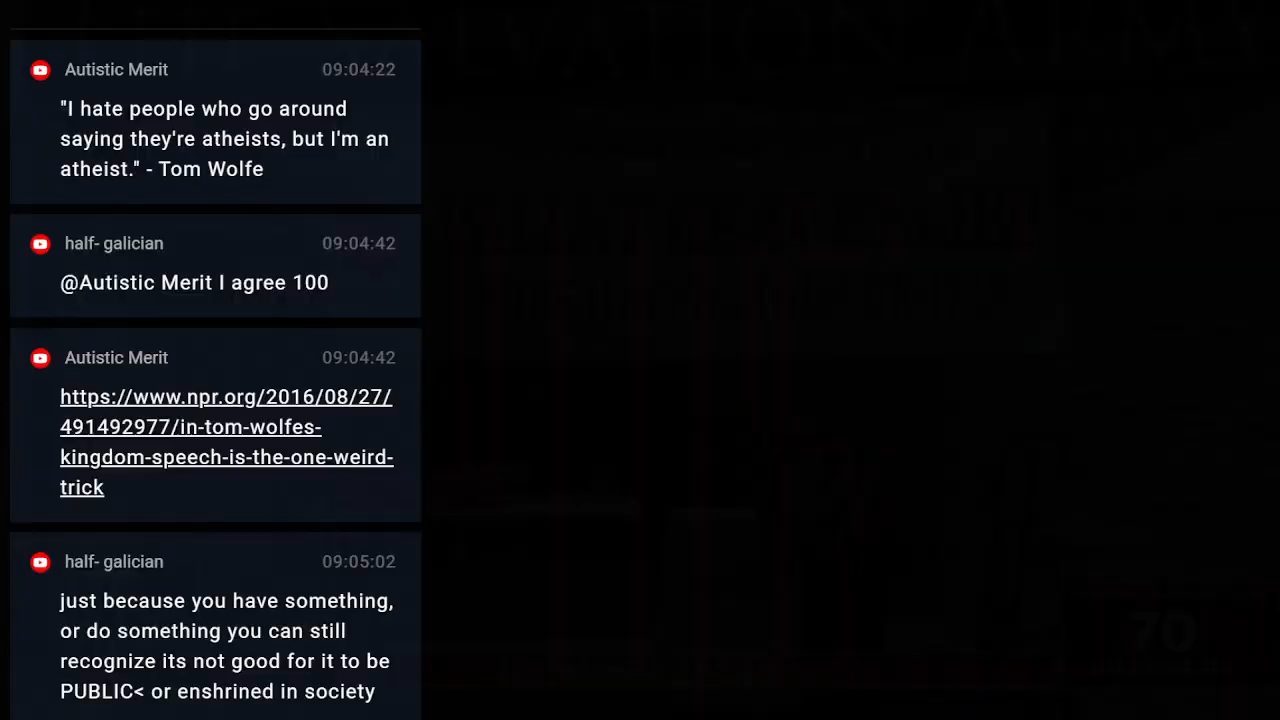 Autistic Merit 09:04:22
"I hate people who go around
saying they're atheists, but I'm an
atheist." - Tom Wolfe
half- galician 09:04:42
@Autistic Merit I agree 100
Autistic Merit 09:04:42
https://www.npr.org/2016/08/27/
491492977/in-tom-wolfes-
kingdom-speech-is-the-one-weird-
trick
half- galician 09:05:02
just because you have something,
or do something you can still
recognize its not good for it to be
PUBLIC< or enshrined in society
70